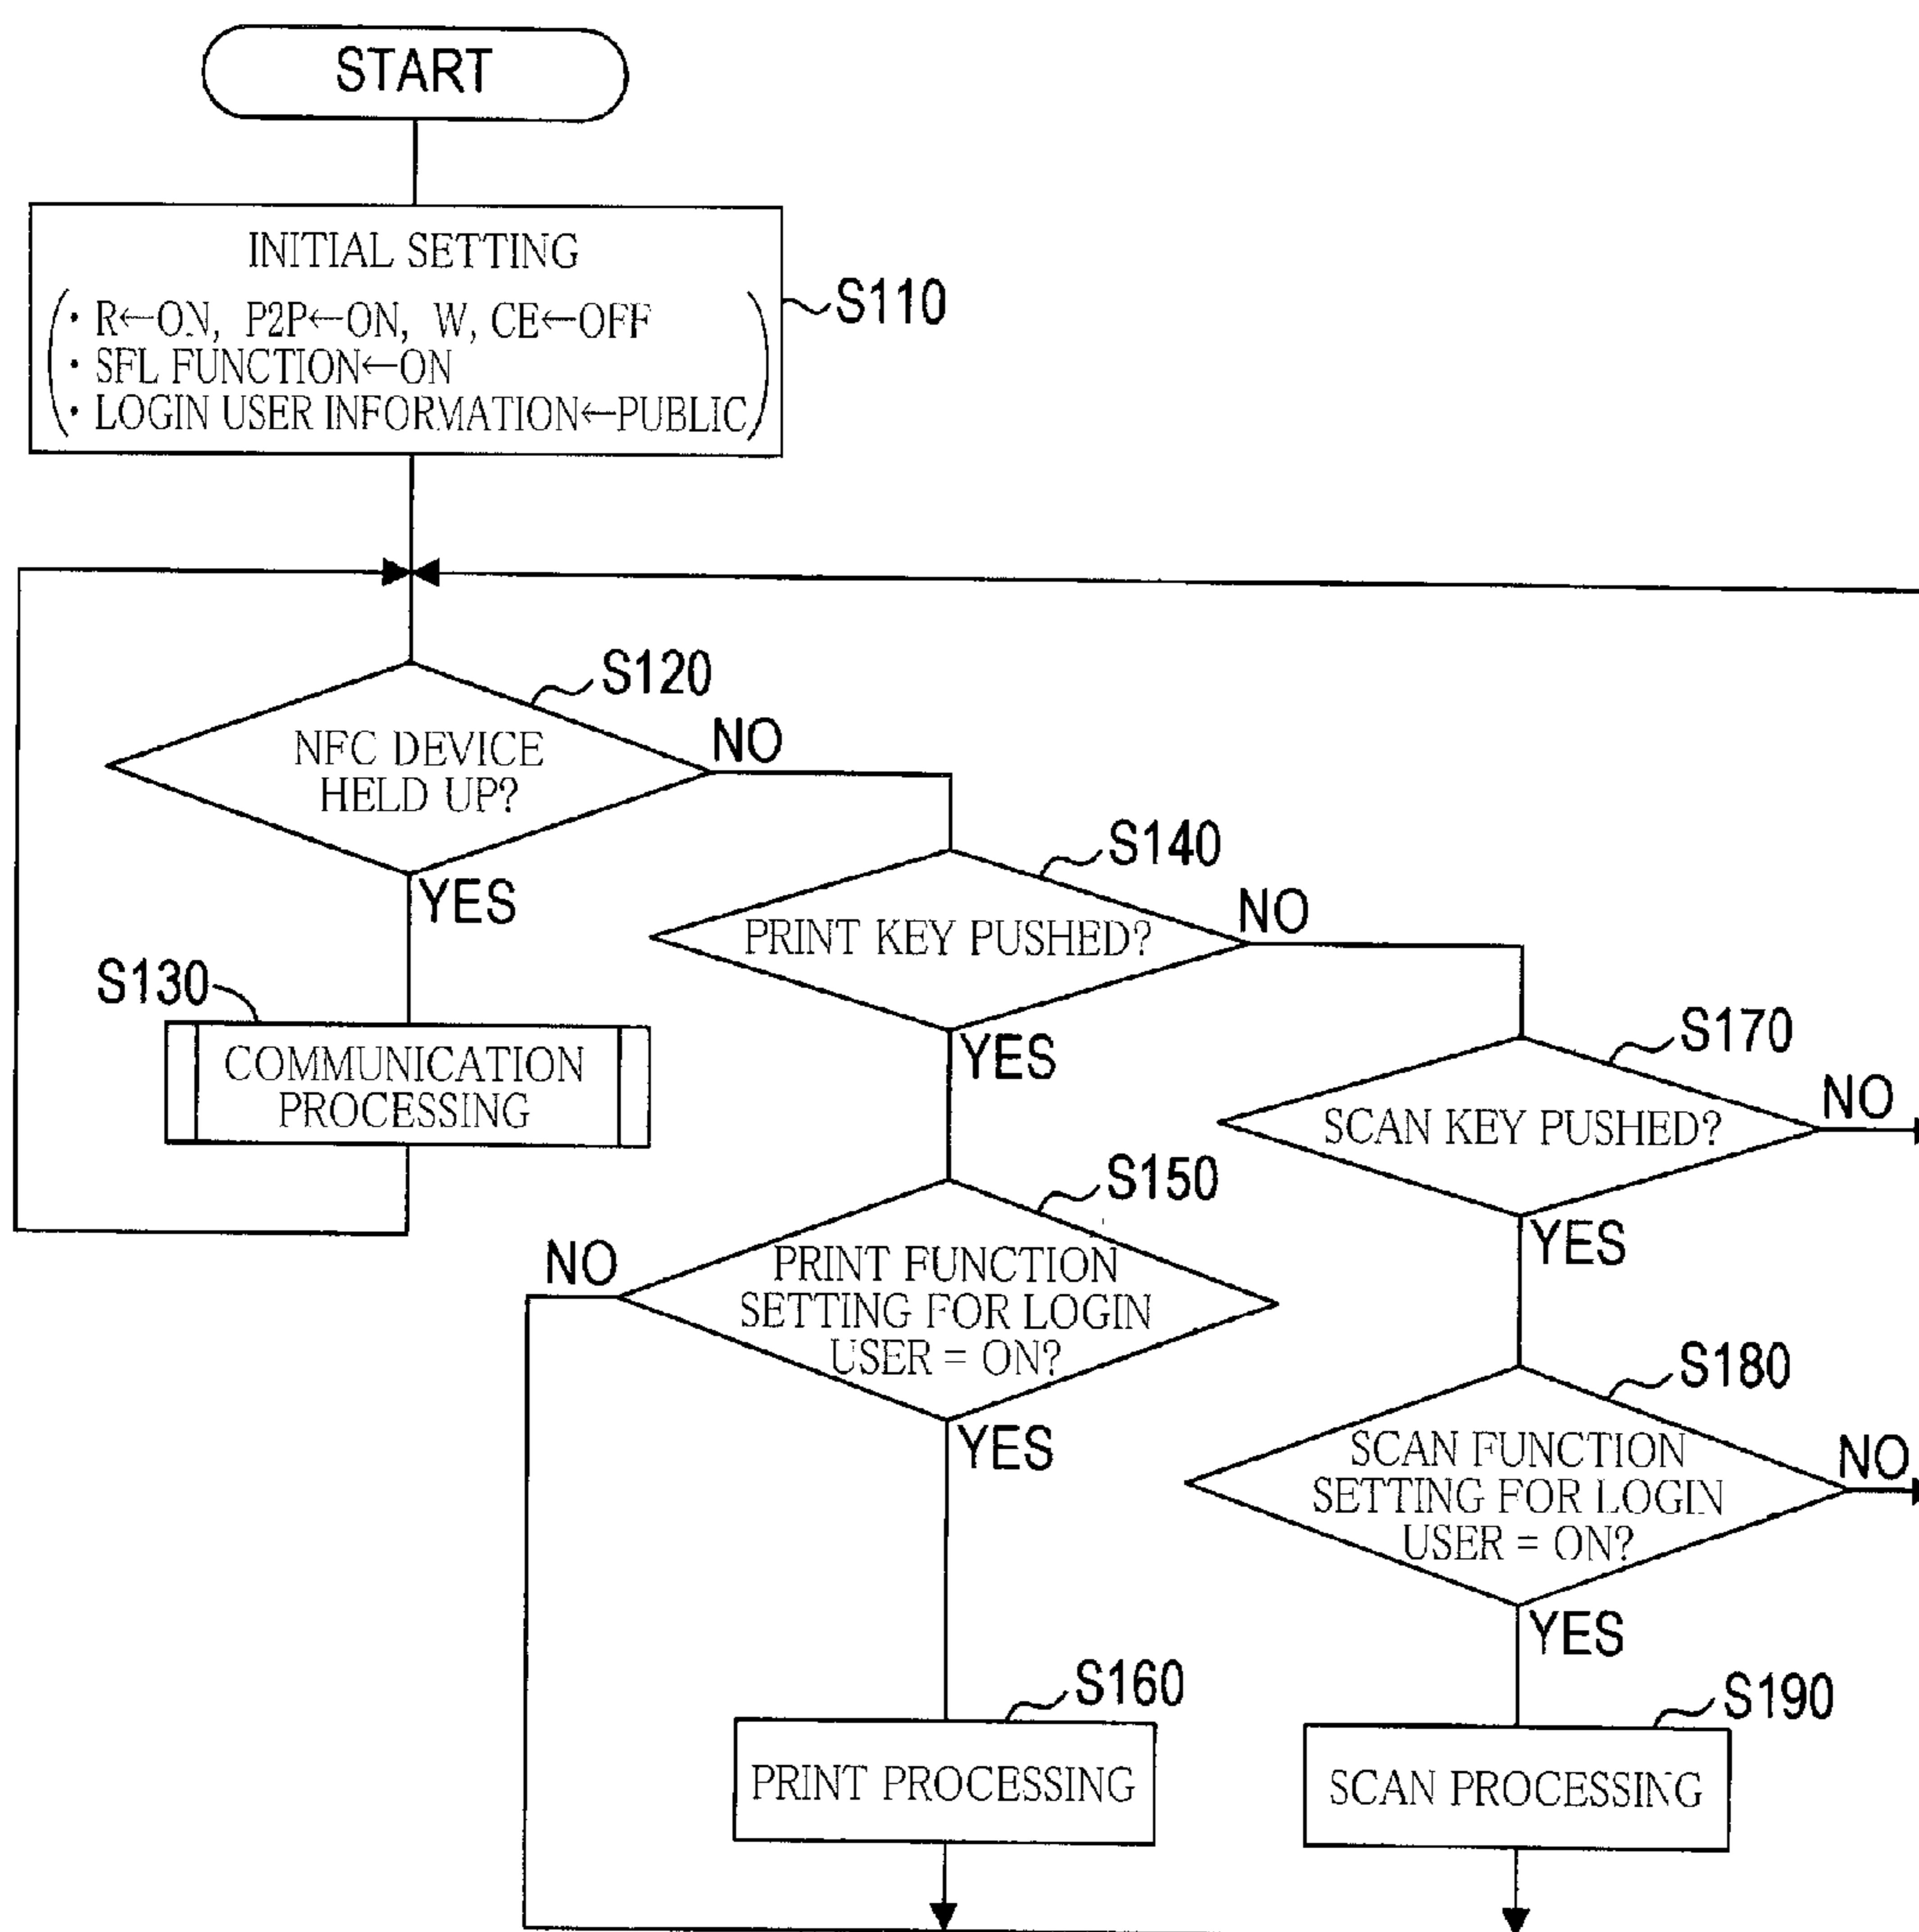 START
INITIAL SETTING
• R←ON, P2P←ON, W, CE←OFF
• SFL FUNCTION←ON
• LOGIN USER INFORMATION←PUBLIC
S110
S120
NFC DEVICE
HELD UP?
NO
YES
S130
COMMUNICATION
PROCESSING
S140
PRINT KEY PUSHED?
NO
YES
S150
PRINT FUNCTION
SETTING FOR LOGIN
USER = ON?
NO
YES
S160
PRINT PROCESSING
S170
SCAN KEY PUSHED?
NO
YES
S180
SCAN FUNCTION
SETTING FOR LOGIN
USER = ON?
NO
YES
S190
SCAN PROCESSING